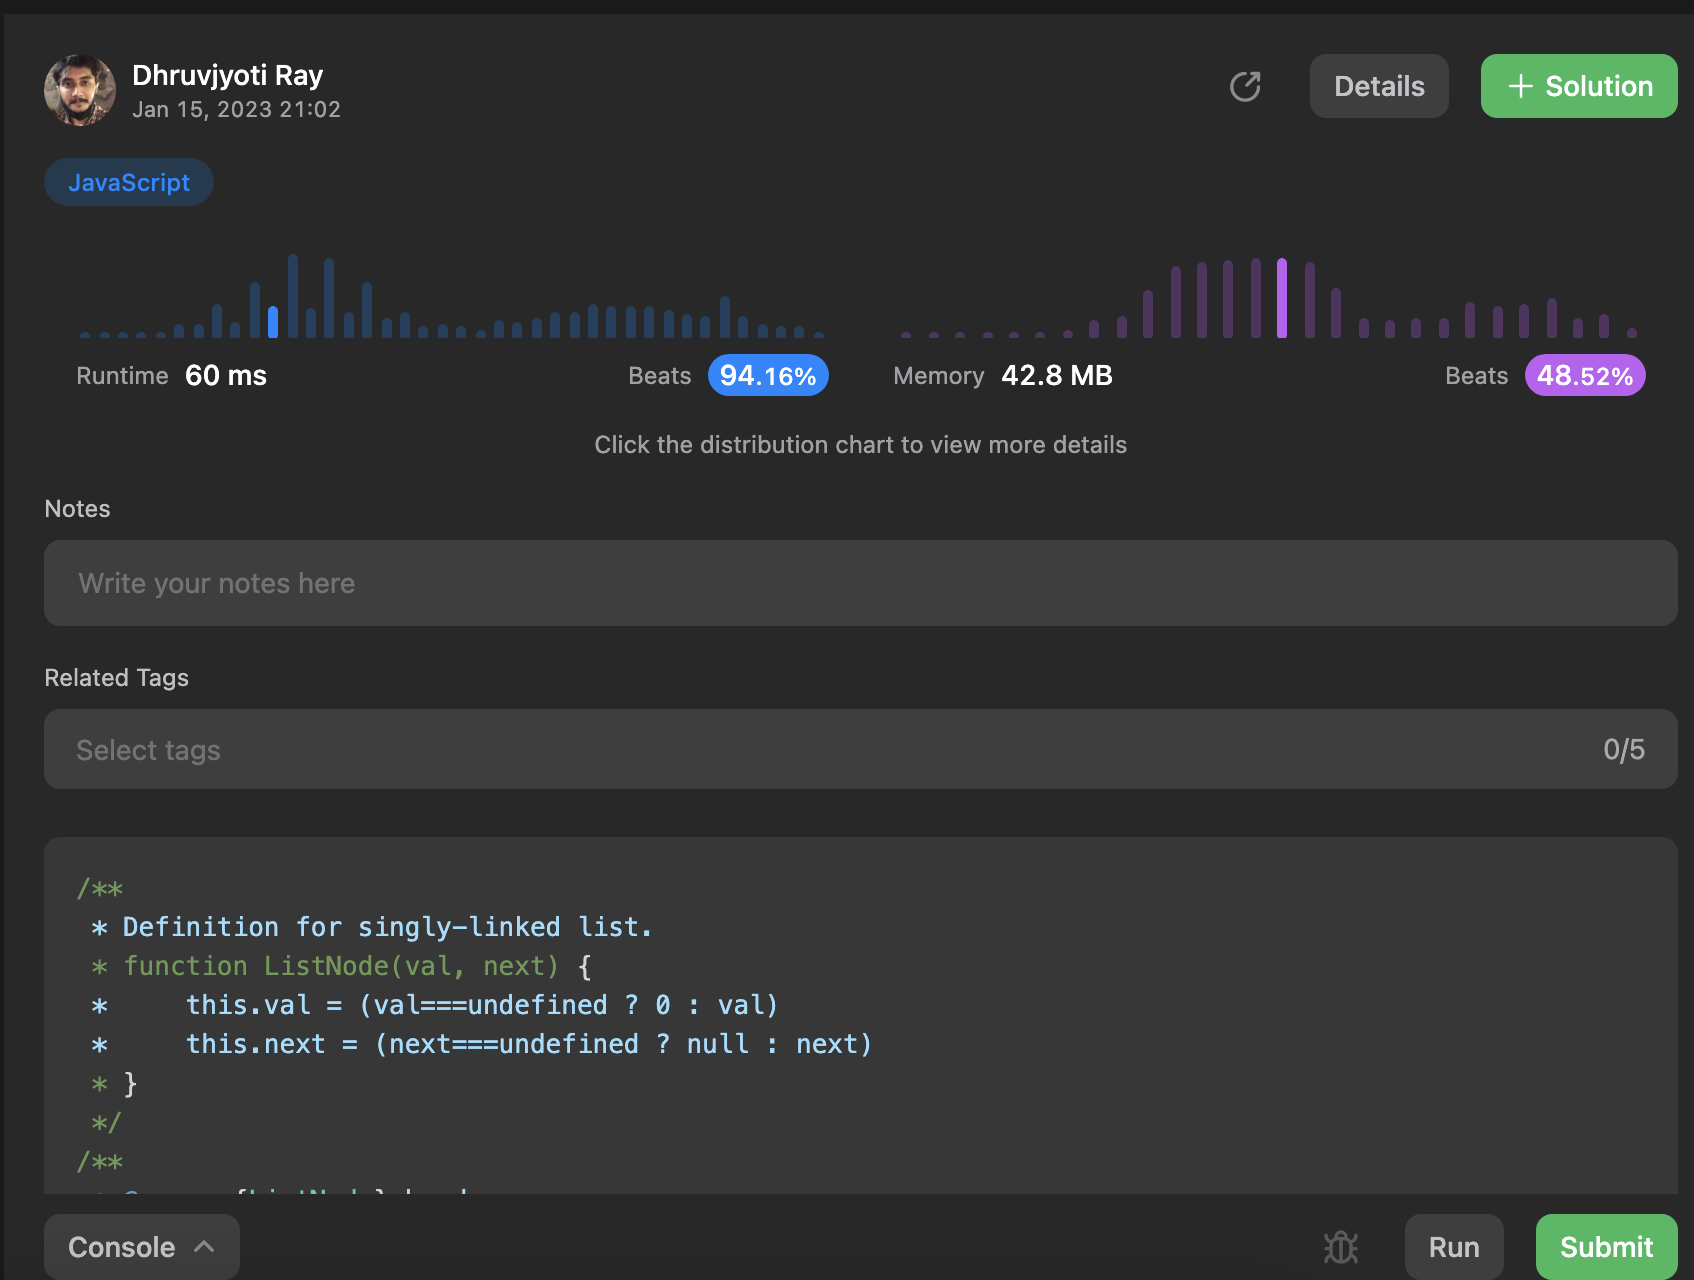 Dhruvjyoti Ray
Jan 15, 2023 21:02
Details
+ Solution
JavaScript
Runtime 60 ms
Beats 94.16%
Memory 42.8 MB
Beats 48.52%
Click the distribution chart to view more details
Notes
Write your notes here
Related Tags
Select tags
0/5
/**
 * Definition for singly-linked list.
 * function ListNode(val, next) {
 *     this.val = (val===undefined ? 0 : val)
 *     this.next = (next===undefined ? null : next)
 * }
 */
/**
Console
Run
Submit